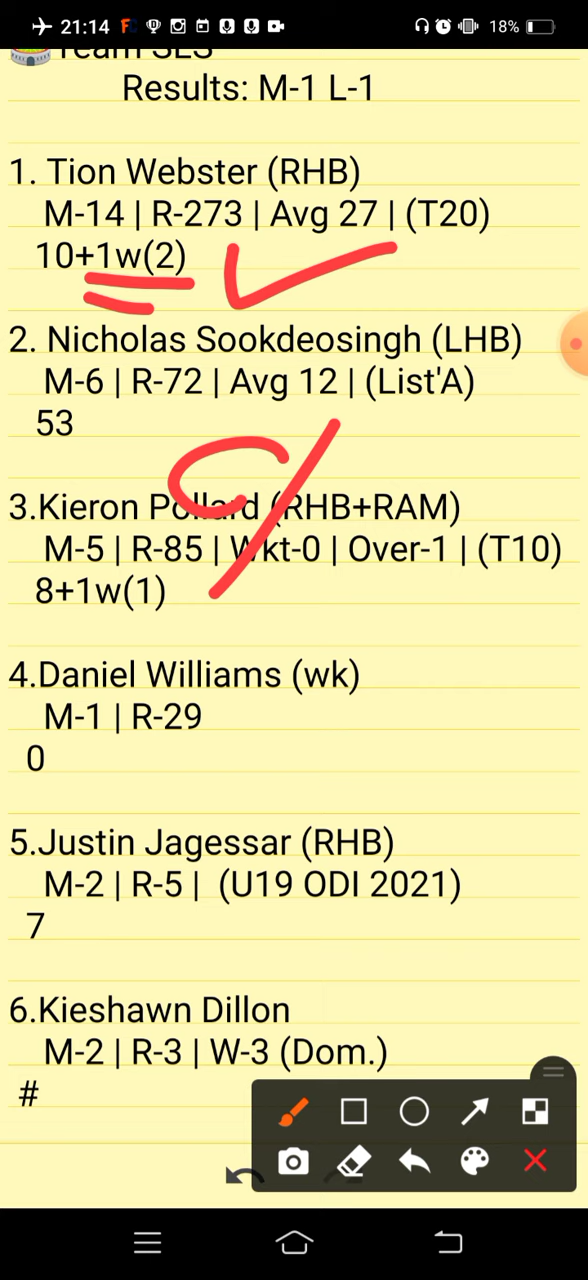 21:14
18%
Team SLS
Results: M-1 L-1
1. Tion Webster (RHB)
M-14 | R-273 | Avg 27 | (T20)
10+1w(2)
2. Nicholas Sookdeosingh (LHB)
M-6 | R-72 | Avg 12 | (List'A)
53
3.Kieron Pollard (RHB+RAM)
M-5 | R-85 | Wkt-0 | Over-1 | (T10)
8+1w(1)
4.Daniel Williams (wk)
M-1 | R-29
0
5.Justin Jagessar (RHB)
M-2 | R-5 | (U19 ODI 2021)
7
6.Kieshawn Dillon
M-2 | R-3 | W-3 (Dom.)
#